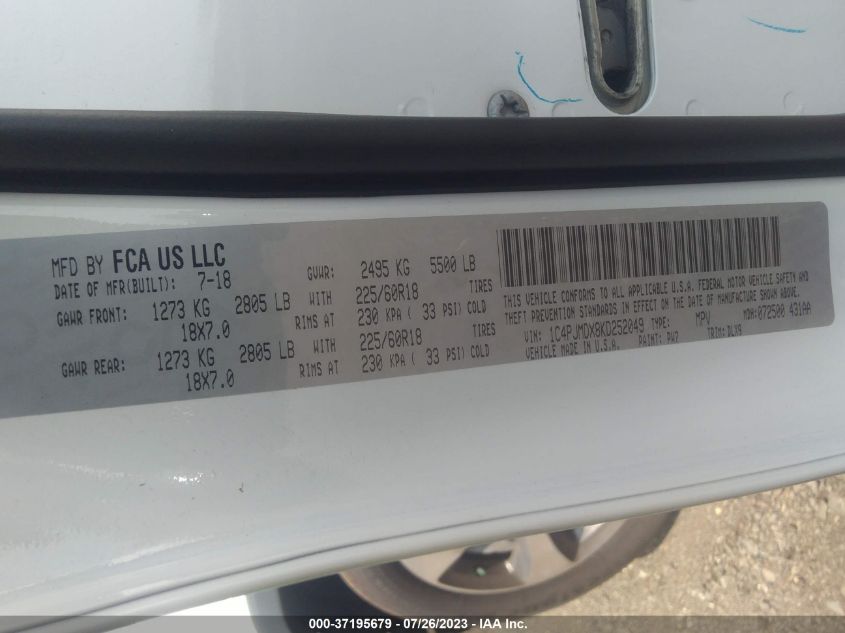 MFD BY FCA US LLC
DATE OF MFR(BUILT): 7-18
GVWR: 2495 KG 5500 LB
GAWR FRONT: 1273 KG 2805 LB WITH 225/60R18 TIRES
18X7.0 RIMS AT 230 KPA ( 33 PSI) COLD
GAWR REAR: 1273 KG 2805 LB WITH 225/60R18 TIRES
18X7.0 RIMS AT 230 KPA ( 33 PSI) COLD
THIS VEHICLE CONFORMS TO ALL APPLICABLE U.S.A. FEDERAL MOTOR VEHICLE SAFETY AND
THEFT PREVENTION STANDARDS IN EFFECT ON THE DATE OF MANUFACTURE SHOWN ABOVE.
VIN: 1C4PJMDX8KD252049 TYPE: MPV MDH: 072500 431AA
VEHICLE MADE IN U.S.A. PAINT: PW7 TRIM: DLX9
000-37195679 / 07/26/2023 / IAA Inc.